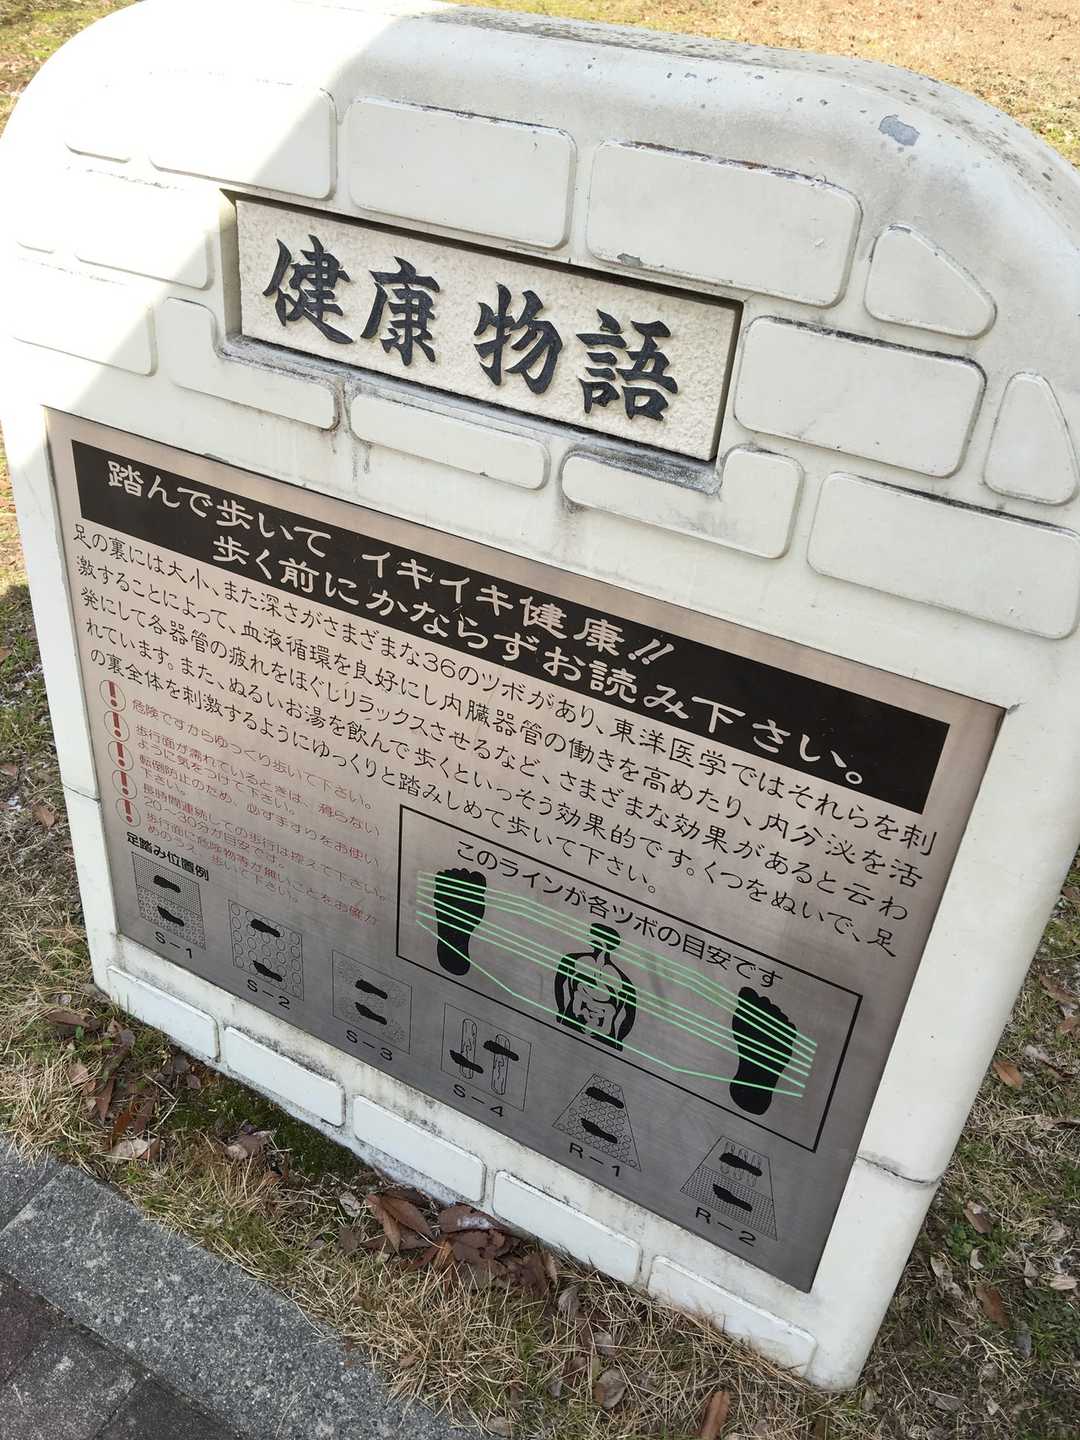 健康物語
踏んで歩いて イキイキ健康!!
歩く前にかならずお読み下さい。
足の裏には大小、また深さがさまざまな36のツボがあり、東洋医学ではそれらを刺
激することによって、血液循環を良好にし内臓器管の働きを高めたり、内分泌を活
発にして各器管の疲れをほぐしリラックスさせるなど、さまざまな効果があると云わ
れています。また、ぬるいお湯を飲んで歩くといっそう効果的です。くつをぬいで、足
の裏全体を刺激するようにゆっくりと踏みしめて歩いて下さい。
危険ですからゆっくり歩いて下さい。
歩行面が濡れているときは、滑らない
ように気をつけて下さい。
転倒防止のため、必ず手すりをお使い
下さい。
長時間連続しての歩行は控えて下さい。
20~30分が目安です。
歩行面に危険物等が無いことをお確か
めのうえ、歩いて下さい。
足踏み位置例
このラインが各ツボの目安です
S-1
1
S-2
S-3
S-4
R-1
R-2